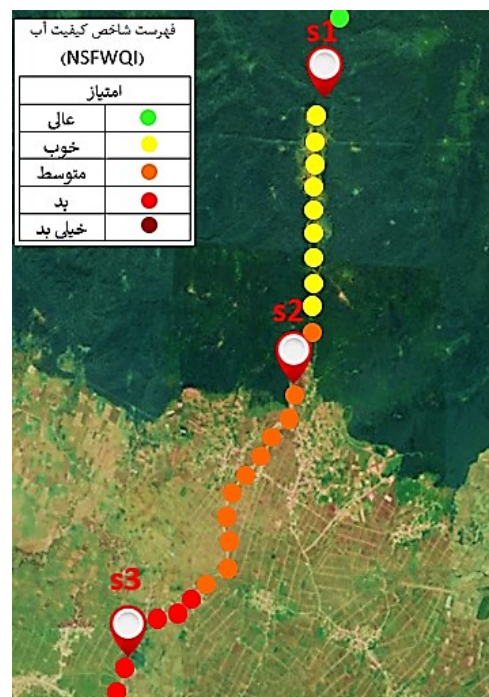 فهرست شاخص کیفیت آب
(NSFWQI)
امتیاز
عالی
خوب
متوسط
بد
خیلی بد
s1
s2
s3